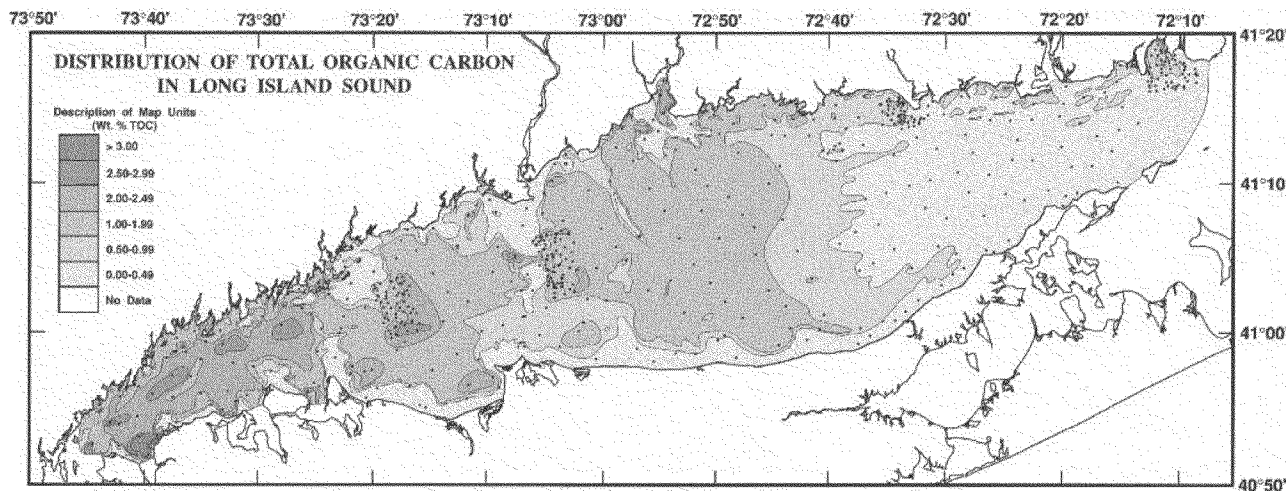 73°50' 73°40' 73°30' 73°20' 73°10' 73°00' 72°50' 72°40' 72°30' 72°20' 72°10'
41°20'
DISTRIBUTION OF TOTAL ORGANIC CARBON
IN LONG ISLAND SOUND
Description of Map Units
(Wt. % TOC)
> 3.00
2.50-2.99
2.00-2.49
1.00-1.99
0.50-0.99
0.00-0.49
No Data
41°10'
41°00'
40°50'